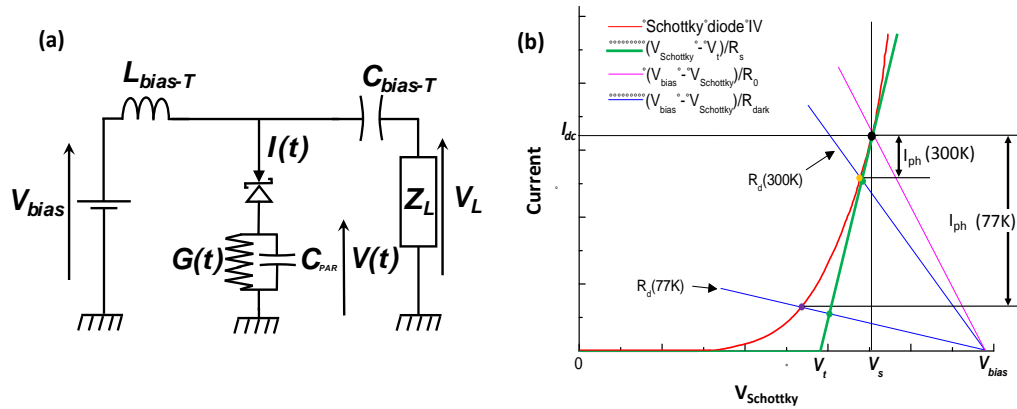 (a)
L_bias-T
C_bias-T
I(t)
V_bias
G(t)
C_PAR
V(t)
Z_L
V_L
(b)
°Schottky°diode°IV
°°°°°°°°°(V_Schottky°-°V_t)/R_s
°(V_bias°-°V_Schottky)/R_0
°°°°°°°°°(V_bias°-°V_Schottky)/R_dark
I_dc
I_ph (300K)
R_d(300K)
I_ph (77K)
R_d(77K)
Current
°
°
V_t
V_s
V_bias
V_Schottky